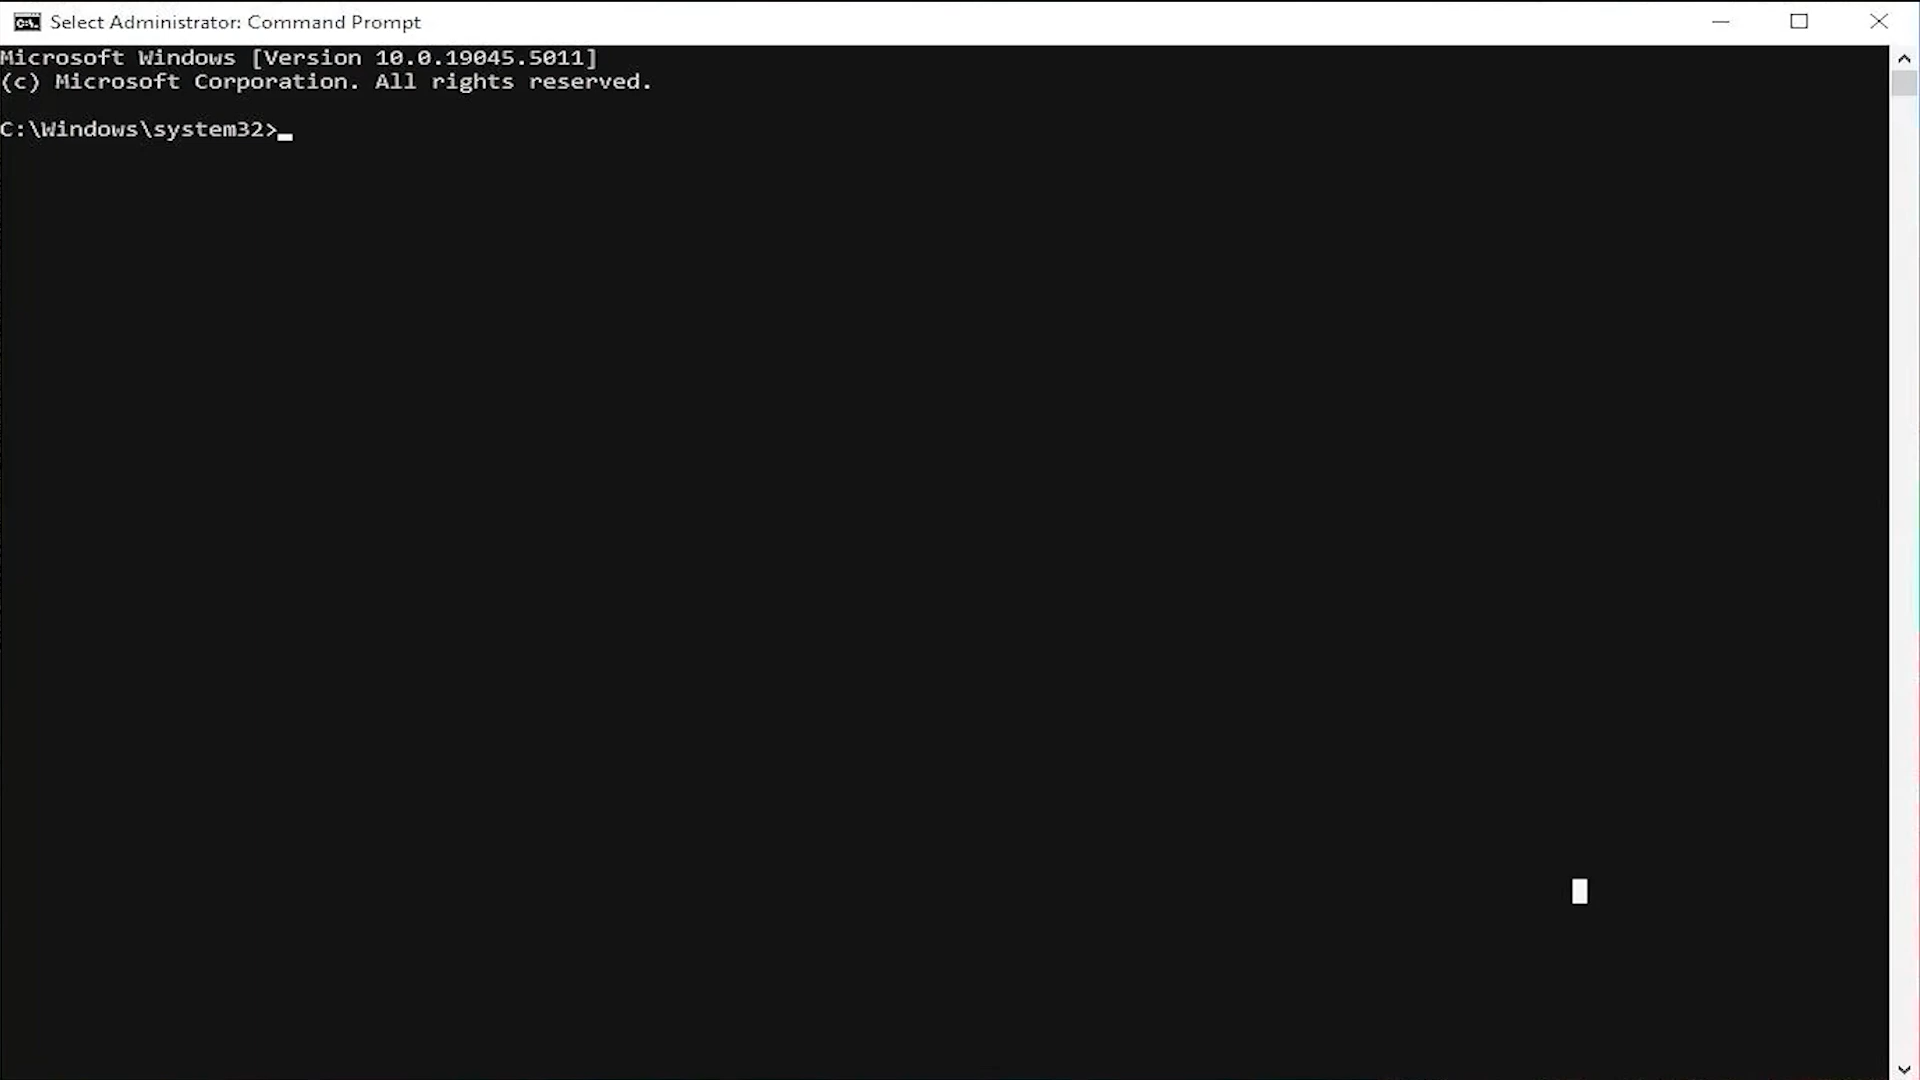 Select Administrator: Command Prompt
Microsoft Windows [Version 10.0.19045.5011]
(c) Microsoft Corporation. All rights reserved.
C:\Windows\system32>